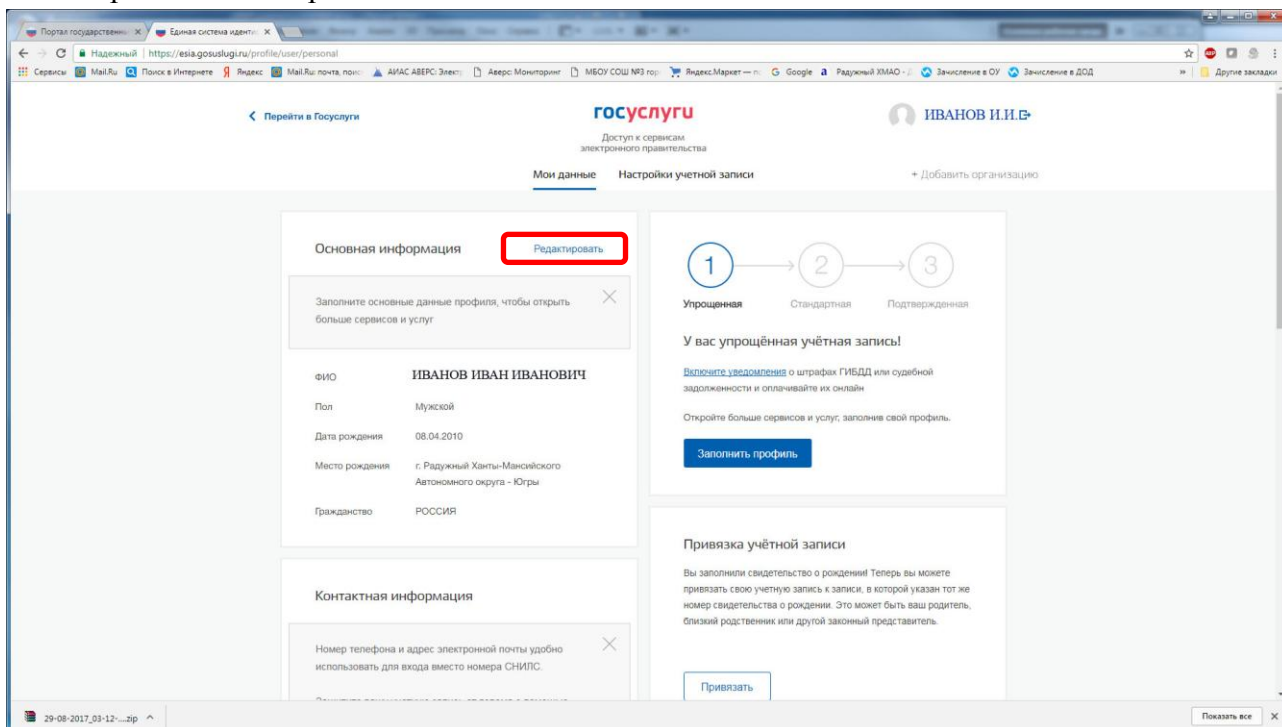 Портал государственны
Единая система идентис
Надежный https://esia.gosuslugi.ru/profile/user/personal
Сервисы Mail.Ru Поиск в Интернете Яндекс Mail.Ru: почта, поис АИАС АВЕРС: Элект Аверс: Мониторинг МБОУ СОШ №3 гор Яндекс.Маркет — п Google Радужный ХМАО - Зачисление в ОУ Зачисление в ДОД » Другие закладки
Перейти в Госуслуги
госуслуги
ИВАНОВ И.И.
Доступ к сервисам
электронного правительства
Мои данные Настройки учетной записи + Добавить организацию
Основная информация Редактировать
Заполните основные данные профиля, чтобы открыть
больше сервисов и услуг
ФИО ИВАНОВ ИВАН ИВАНОВИЧ
Пол Мужской
Дата рождения 08.04.2010
Место рождения г. Радужный Ханты-Мансийского
Автономного округа - Югры
Гражданство РОССИЯ
Контактная информация
Номер телефона и адрес электронной почты удобно
использовать для входа вместо номера СНИЛС.
1 2 3
Упрощенная Стандартная Подтвержденная
У вас упрощённая учётная запись!
Включите уведомления о штрафах ГИБДД или судебной
задолженности и оплачивайте их онлайн
Откройте больше сервисов и услуг, заполнив свой профиль.
Заполнить профиль
Привязка учётной записи
Вы заполнили свидетельство о рождении! Теперь вы можете
привязать свою учетную запись к записи, в которой указан тот же
номер свидетельства о рождении. Это может быть ваш родитель,
близкий родственник или другой законный представитель.
Привязать
29-08-2017_03-12-....zip
Показать все